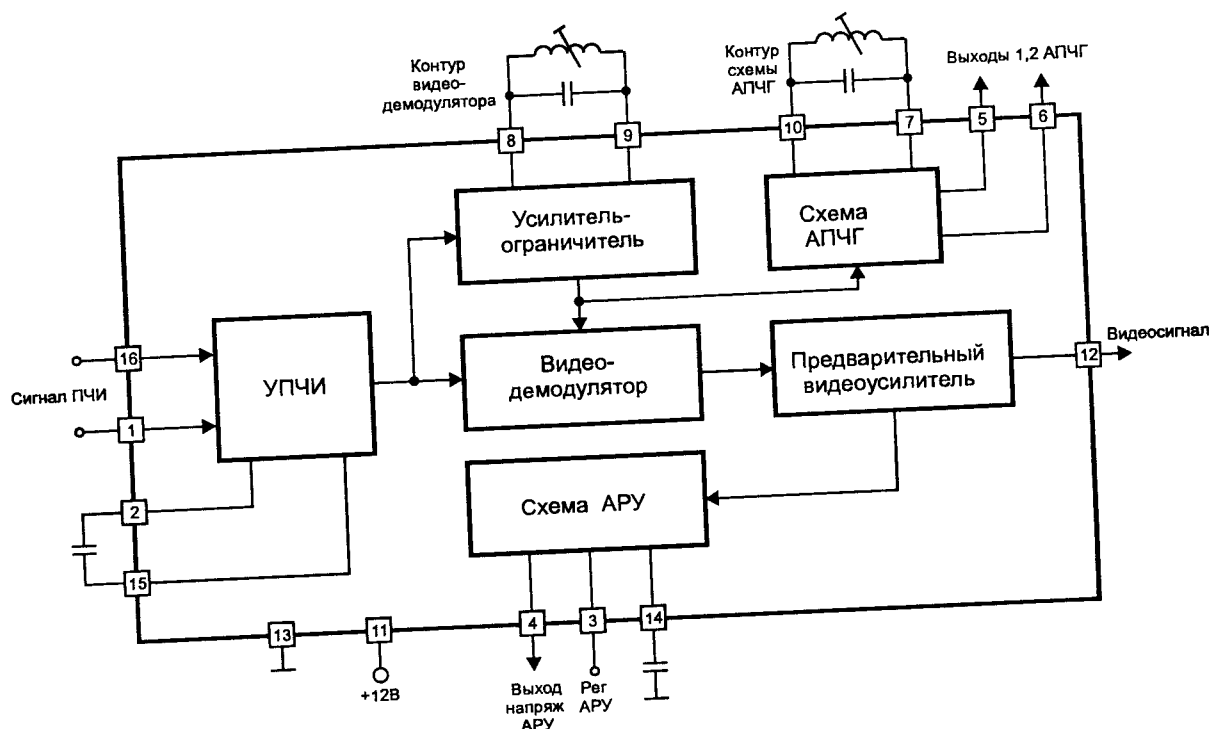 Контур
видео-
демодулятора
Контур
схемы
АПЧГ
Выходы 1,2 АПЧГ
8
9
10
7
5
6
Усилитель-
ограничитель
Схема
АПЧГ
16
Сигнал ПЧИ
1
УПЧИ
Видео-
демодулятор
Предварительный
видеоусилитель
12
Видеосигнал
2
15
Схема АРУ
13
11
4
3
14
+12В
Выход
напряж
АРУ
Рег
АРУ